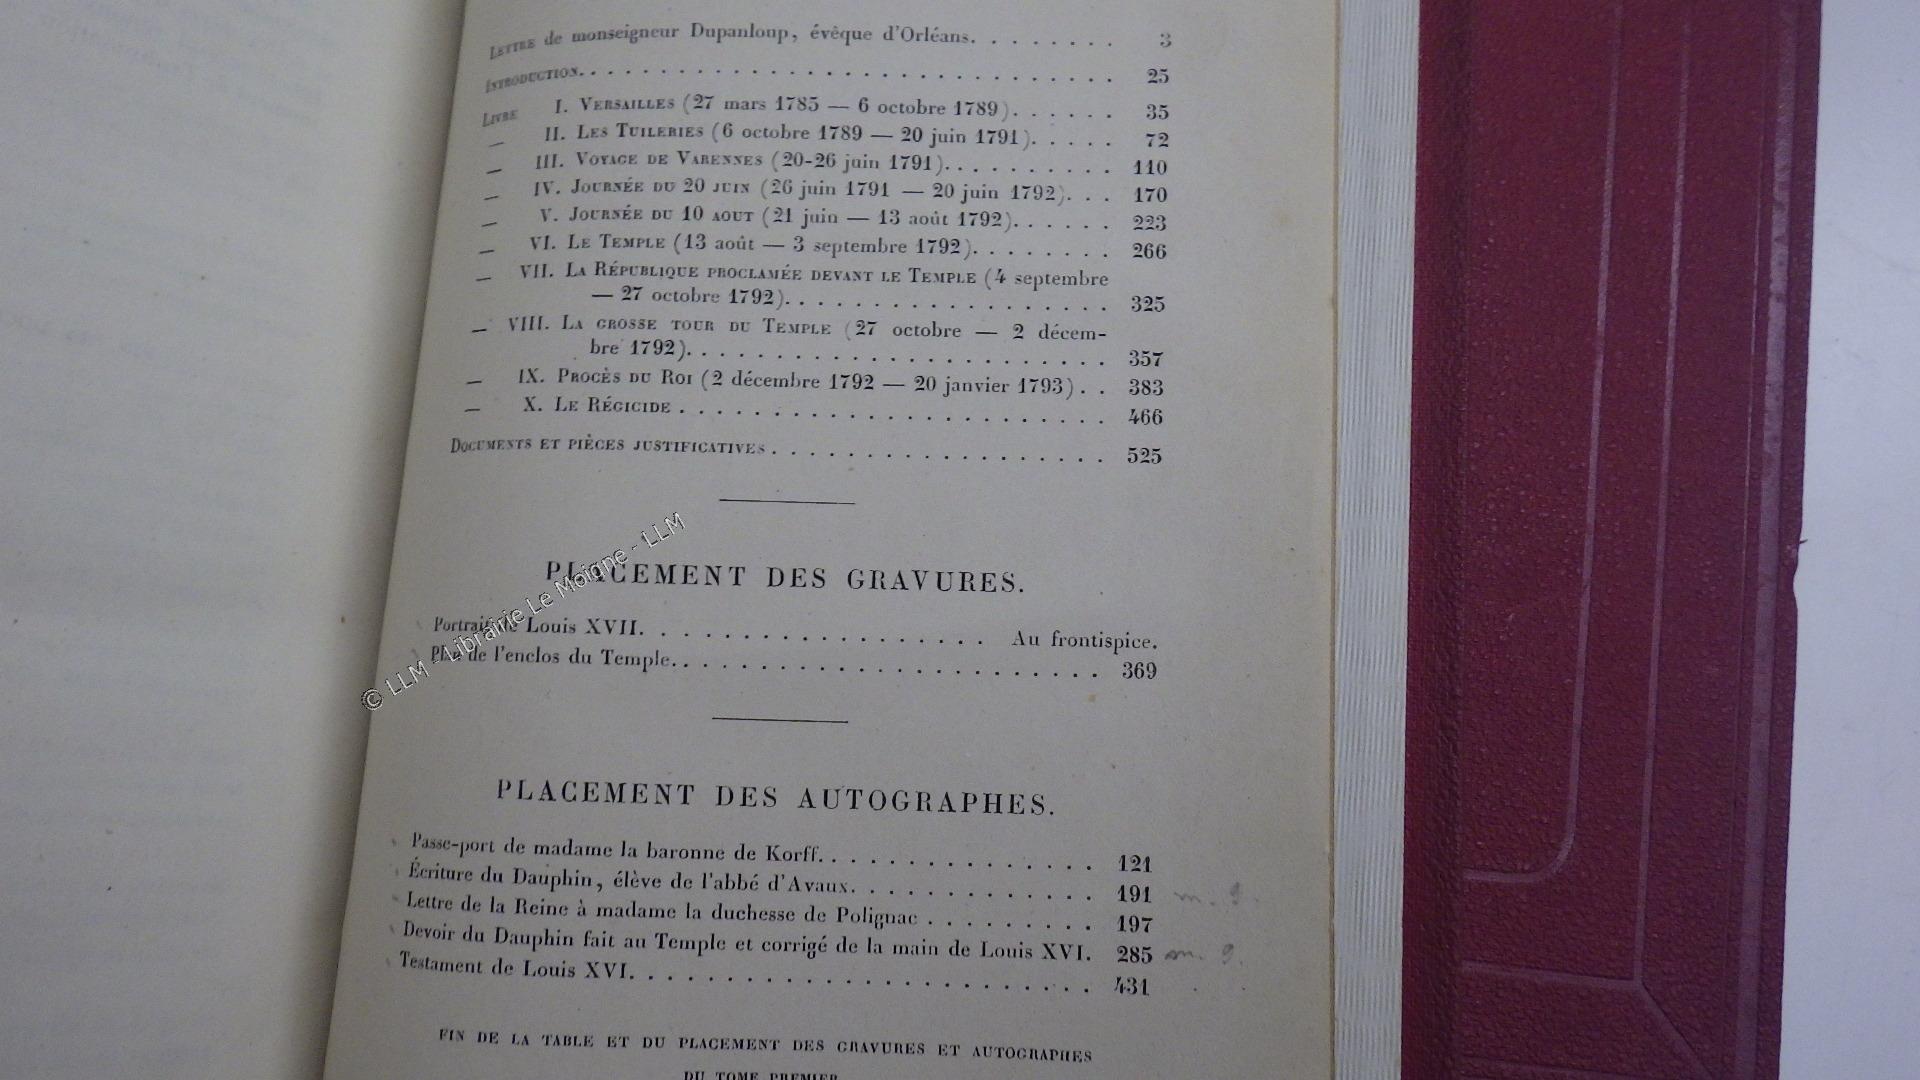 LETTRE de monseigneur Dupanloup, évêque d'Orléans. . . . . . . . 3
INTRODUCTION. . . . . . . . . . . . . . . . . . . . . . . . . . . . 25
LIVRE I. VERSAILLES (27 mars 1785 — 6 octobre 1789). . . . . . 35
— II. LES TUILERIES (6 octobre 1789 — 20 juin 1791). . . . . 72
— III. VOYAGE DE VARENNES (20-26 juin 1791). . . . . . . . . . 110
— IV. JOURNÉE DU 20 JUIN (26 juin 1791 — 20 juin 1792). . . 170
— V. JOURNÉE DU 10 AOUT (21 juin — 13 août 1792). . . . . . 223
— VI. LE TEMPLE (13 août — 3 septembre 1792). . . . . . . . 266
— VII. LA RÉPUBLIQUE PROCLAMÉE DEVANT LE TEMPLE (4 septembre
— 27 octobre 1792). . . . . . . . . . . . . . . . . . 325
— VIII. LA GROSSE TOUR DU TEMPLE (27 octobre — 2 décem-
bre 1792). . . . . . . . . . . . . . . . . . . . . . . 357
— IX. PROCÈS DU ROI (2 décembre 1792 — 20 janvier 1793) . . 383
— X. LE RÉGICIDE . . . . . . . . . . . . . . . . . . . . . . . 466
DOCUMENTS ET PIÈCES JUSTIFICATIVES . . . . . . . . . . . . . . . . . . 525
PLACEMENT DES GRAVURES.
Portrait de Louis XVII. . . . . . . . . . . . . . . . . Au frontispice.
Plan de l'enclos du Temple. . . . . . . . . . . . . . . . . . . . . . 369
PLACEMENT DES AUTOGRAPHES.
Passe-port de madame la baronne de Korff. . . . . . . . . . . . . . 121
Écriture du Dauphin, élève de l'abbé d'Avaux. . . . . . . . . . . . 191 m. 9.
Lettre de la Reine à madame la duchesse de Polignac . . . . . . . . . 197
Devoir du Dauphin fait au Temple et corrigé de la main de Louis XVI. 285 m. 9.
Testament de Louis XVI. . . . . . . . . . . . . . . . . . . . . . . 431
FIN DE LA TABLE ET DU PLACEMENT DES GRAVURES ET AUTOGRAPHES
DU TOME PREMIER
© LLM - Librairie Le Moigne - LLM